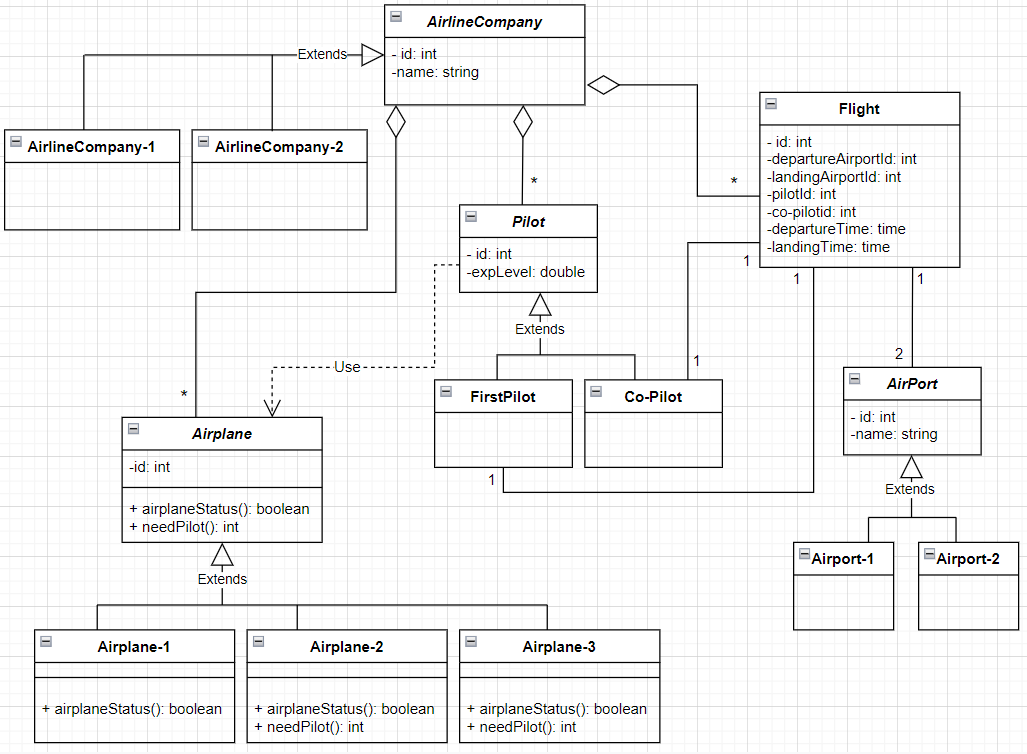 AirlineCompany
- id: int
-name: string
Extends
AirlineCompany-1
AirlineCompany-2
Flight
- id: int
-departureAirportId: int
-landingAirportId: int
-pilotId: int
-co-pilotid: int
-departureTime: time
-landingTime: time
*
*
Pilot
- id: int
-expLevel: double
1
1
1
Extends
Use
1
2
*
FirstPilot
Co-Pilot
1
AirPort
- id: int
-name: string
Airplane
-id: int
+ airplaneStatus(): boolean
+ needPilot(): int
Extends
Extends
Airport-1
Airport-2
Airplane-1
+ airplaneStatus(): boolean
Airplane-2
+ airplaneStatus(): boolean
+ needPilot(): int
Airplane-3
+ airplaneStatus(): boolean
+ needPilot(): int